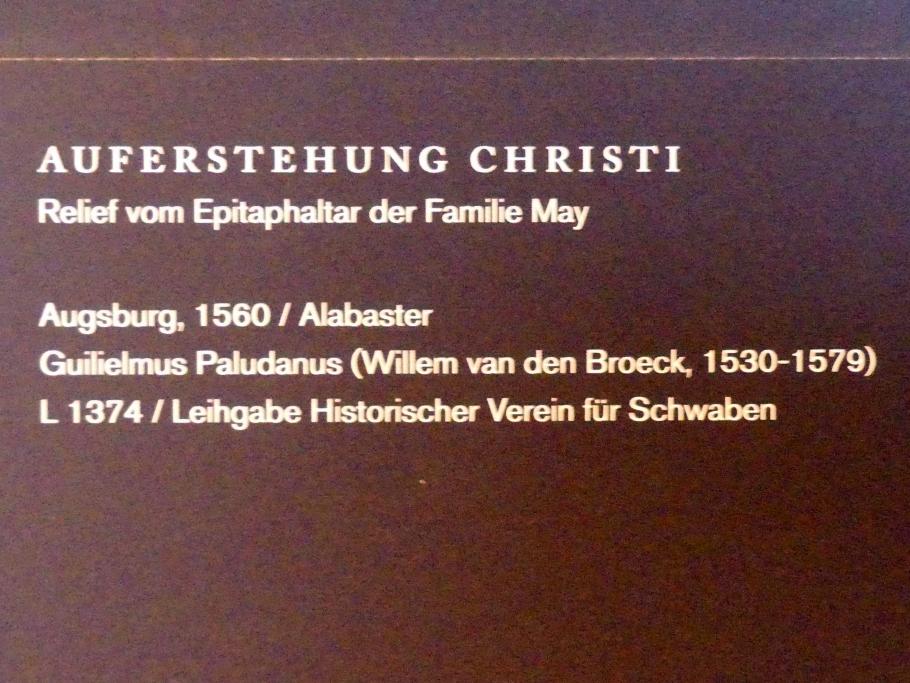 AUFERSTEHUNG CHRISTI
Relief vom Epitaphaltar der Familie May
Augsburg, 1560 / Alabaster
Guilielmus Paludanus (Willem van den Broeck, 1530-1579)
L 1374 / Leihgabe Historischer Verein für Schwaben